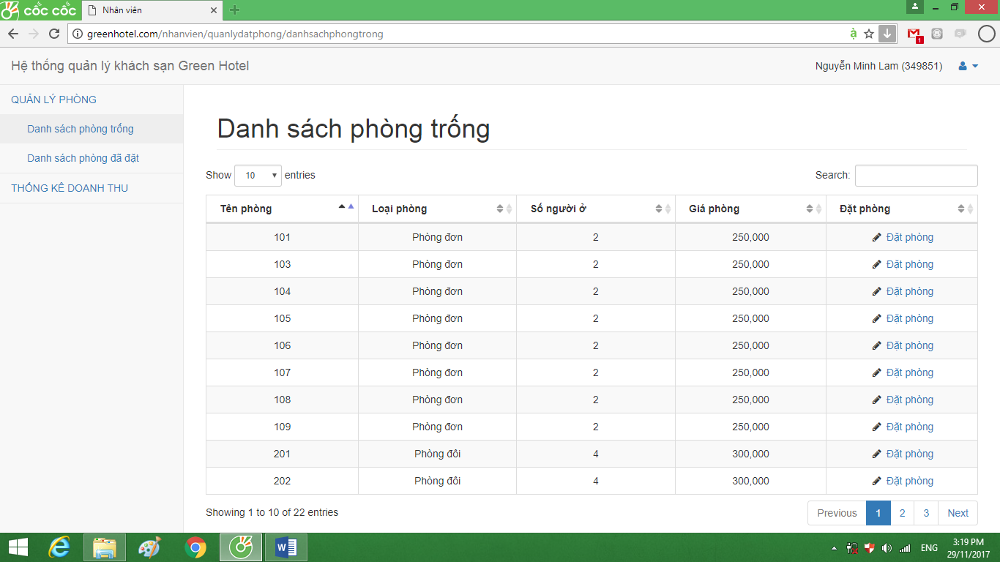 cốc cốc Nhân viên
greenhotel.com/nhanvien/quanlydatphong/danhsachphongtrong
Hệ thống quản lý khách sạn Green Hotel Nguyễn Minh Lam (349851)
QUẢN LÝ PHÒNG
Danh sách phòng trống
Danh sách phòng đã đặt
THỐNG KÊ DOANH THU
Danh sách phòng trống
Show 10 entries Search:
Tên phòng Loại phòng Số người ở Giá phòng Đặt phòng
101 Phòng đơn 2 250,000 Đặt phòng
103 Phòng đơn 2 250,000 Đặt phòng
104 Phòng đơn 2 250,000 Đặt phòng
105 Phòng đơn 2 250,000 Đặt phòng
106 Phòng đơn 2 250,000 Đặt phòng
107 Phòng đơn 2 250,000 Đặt phòng
108 Phòng đơn 2 250,000 Đặt phòng
109 Phòng đơn 2 250,000 Đặt phòng
201 Phòng đôi 4 300,000 Đặt phòng
202 Phòng đôi 4 300,000 Đặt phòng
Showing 1 to 10 of 22 entries Previous 1 2 3 Next
ENG 3:19 PM
29/11/2017